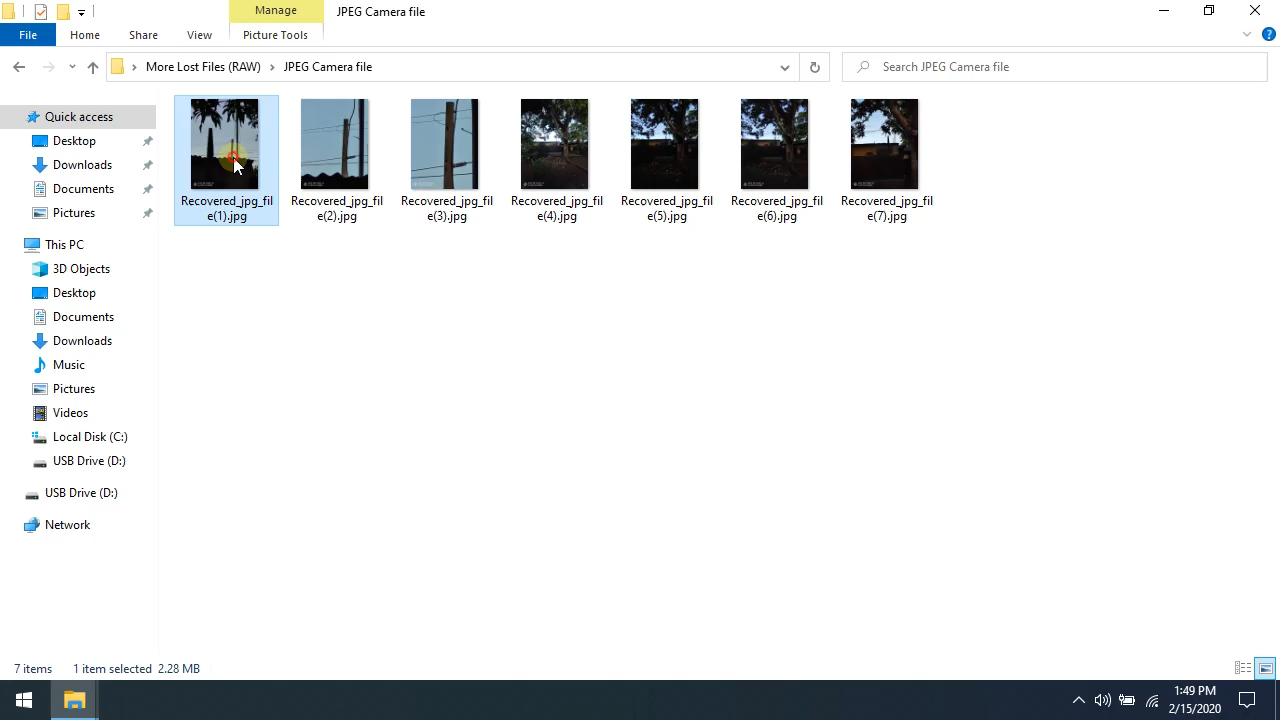 Manage
JPEG Camera file
File
Home
Share
View
Picture Tools
More Lost Files (RAW)
JPEG Camera file
Search JPEG Camera file
Quick access
Desktop
Downloads
Documents
Pictures
This PC
3D Objects
Desktop
Documents
Downloads
Music
Pictures
Videos
Local Disk (C:)
USB Drive (D:)
USB Drive (D:)
Network
Recovered_jpg_fil
e(1).jpg
Recovered_jpg_fil
e(2).jpg
Recovered_jpg_fil
e(3).jpg
Recovered_jpg_fil
e(4).jpg
Recovered_jpg_fil
e(5).jpg
Recovered_jpg_fil
e(6).jpg
Recovered_jpg_fil
e(7).jpg
7 items
1 item selected 2.28 MB
1:49 PM
2/15/2020